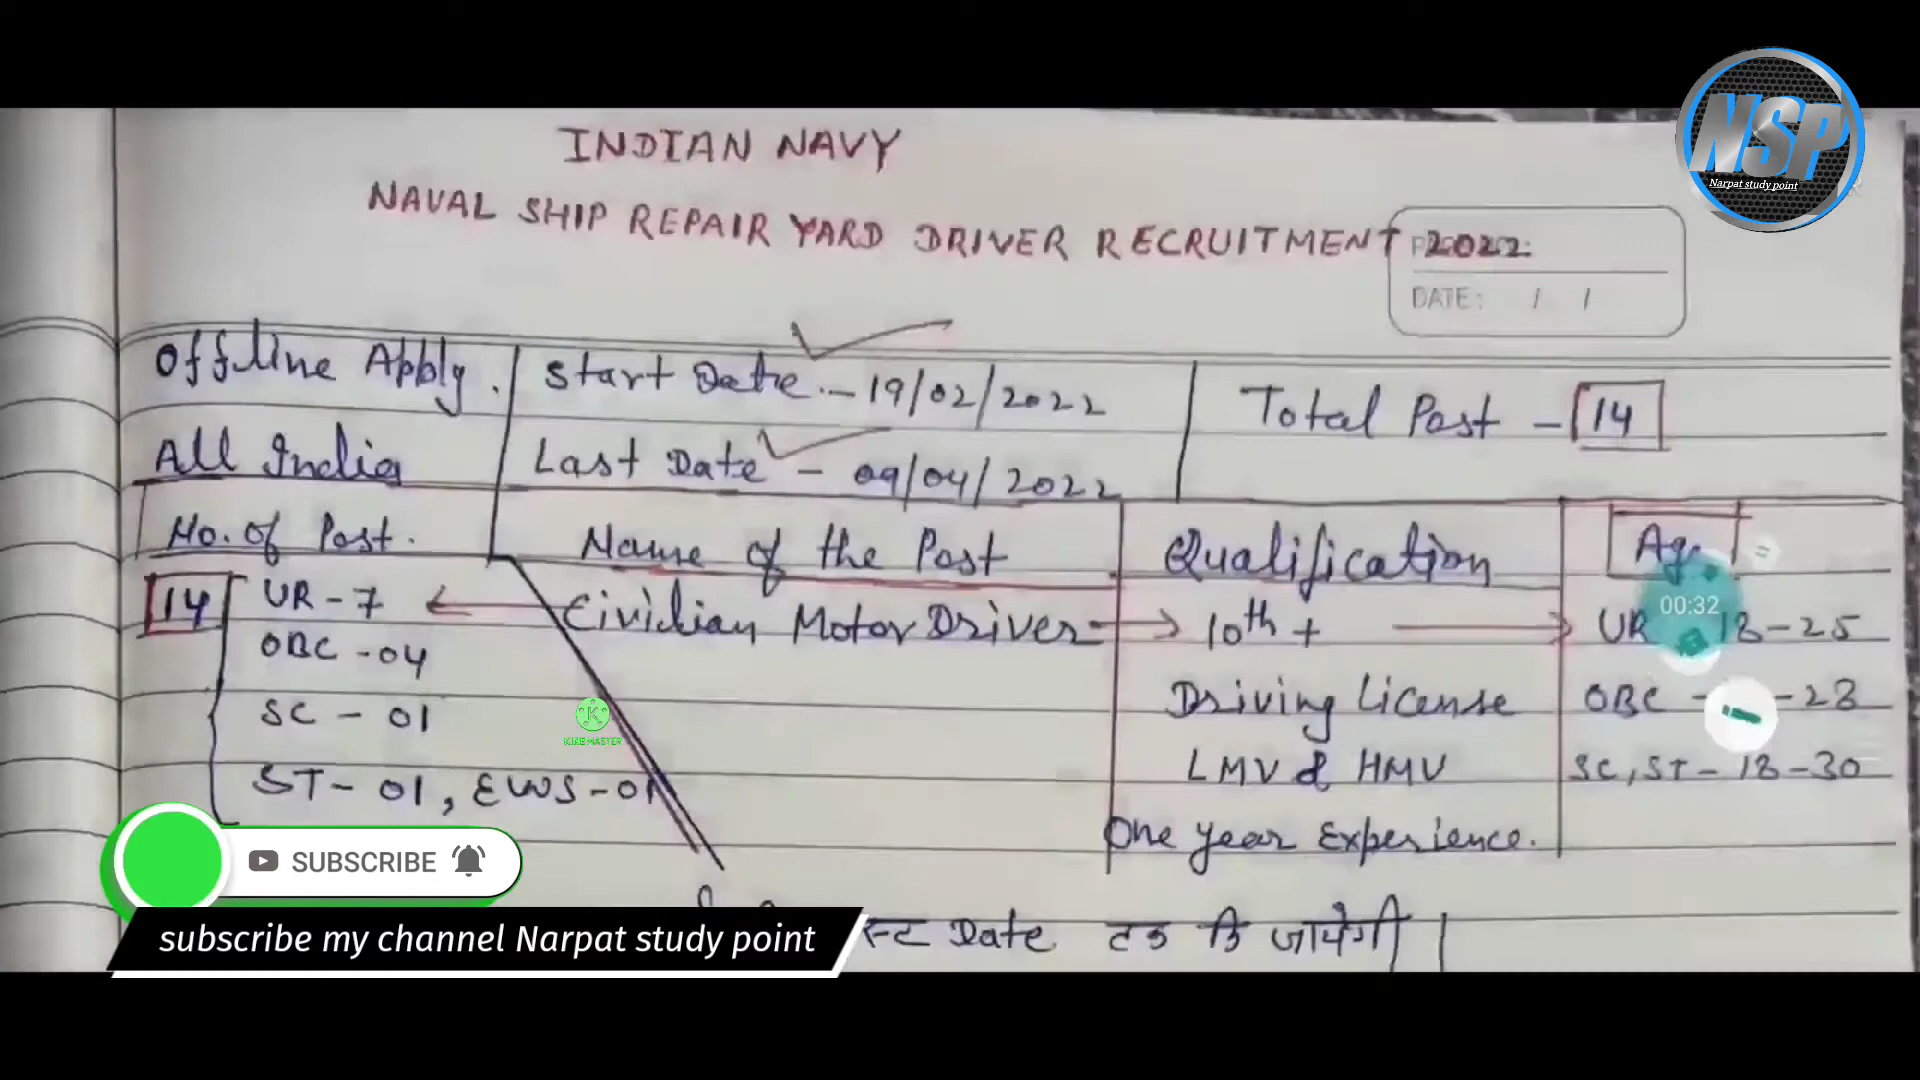 INDIAN NAVY
NAVAL SHIP REPAIR YARD DRIVER RECRUITMENT 2022
NSP
Narpat study point
DATE: / /
Offline Apply.
Start Date - 19/02/2022
Total Post - 14
All India
Last Date - 09/04/2022
No. of Post.
Name of the Post
Qualification
Age
14
UR - 7
Cividian Motor Driver
10th +
UR 18-25
00:32
OBC - 04
Driving License
OBC - -28
SC - 01
KINEMASTER
LMV & HMV
SC, ST - 18-30
ST - 01, EWS - 01
One year Experience.
SUBSCRIBE
subscribe my channel Narpat study point
Date तक कि जायेगी